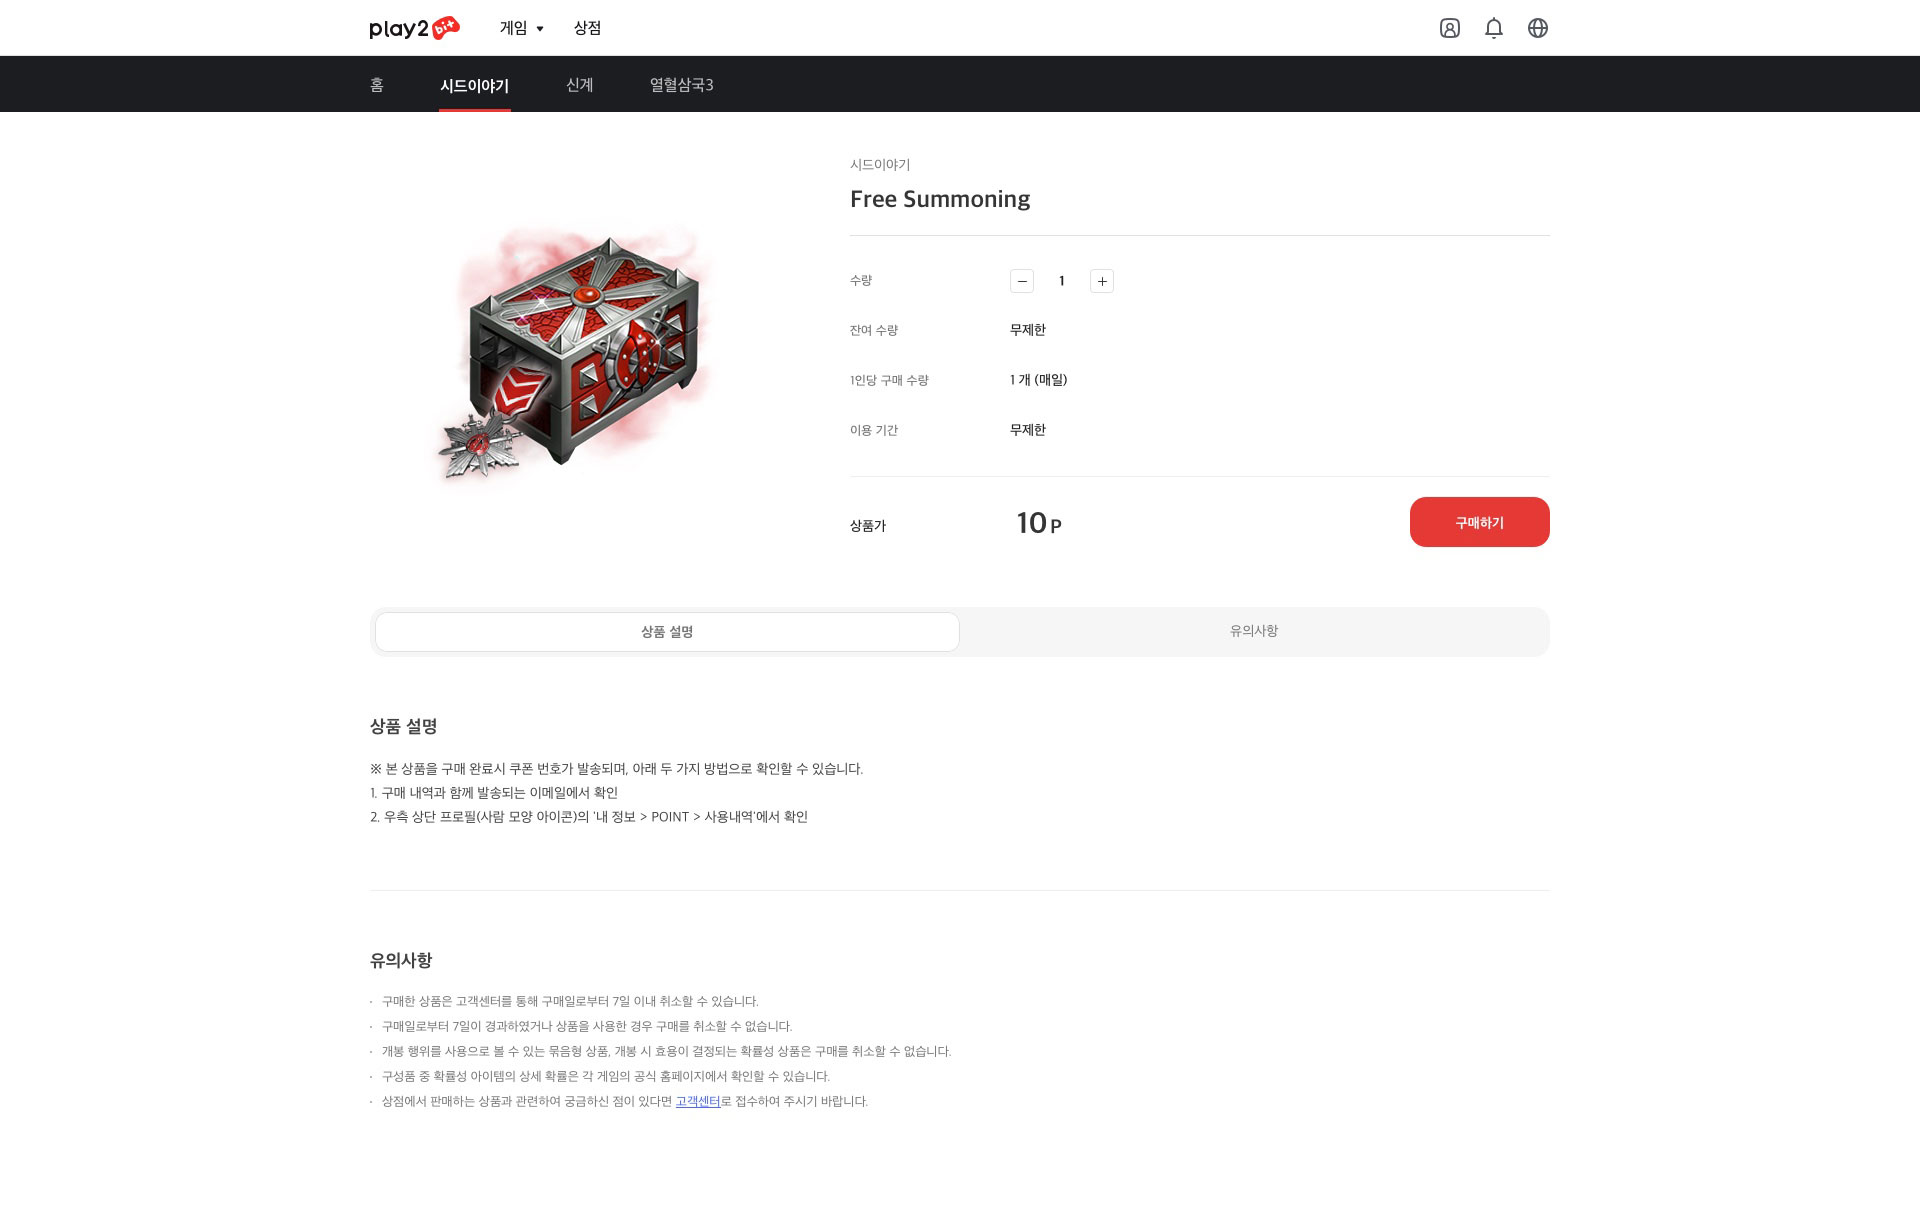 play2bit 게임 상점
홈 시드이야기 신계 열혈삼국3
시드이야기
Free Summoning
수량 1
잔여 수량 무제한
1인당 구매 수량 1 개 (매일)
이용 기간 무제한
상품가 10 P 구매하기
상품 설명 유의사항
상품 설명
※ 본 상품을 구매 완료시 쿠폰 번호가 발송되며, 아래 두 가지 방법으로 확인할 수 있습니다.
1. 구매 내역과 함께 발송되는 이메일에서 확인
2. 우측 상단 프로필(사람 모양 아이콘)의 '내 정보 > POINT > 사용내역'에서 확인
유의사항
· 구매한 상품은 고객센터를 통해 구매일로부터 7일 이내 취소할 수 있습니다.
· 구매일로부터 7일이 경과하였거나 상품을 사용한 경우 구매를 취소할 수 없습니다.
· 개봉 행위를 사용으로 볼 수 있는 묶음형 상품, 개봉 시 효용이 결정되는 확률성 상품은 구매를 취소할 수 없습니다.
· 구성품 중 확률성 아이템의 상세 확률은 각 게임의 공식 홈페이지에서 확인할 수 있습니다.
· 상점에서 판매하는 상품과 관련하여 궁금하신 점이 있다면 고객센터로 접수하여 주시기 바랍니다.